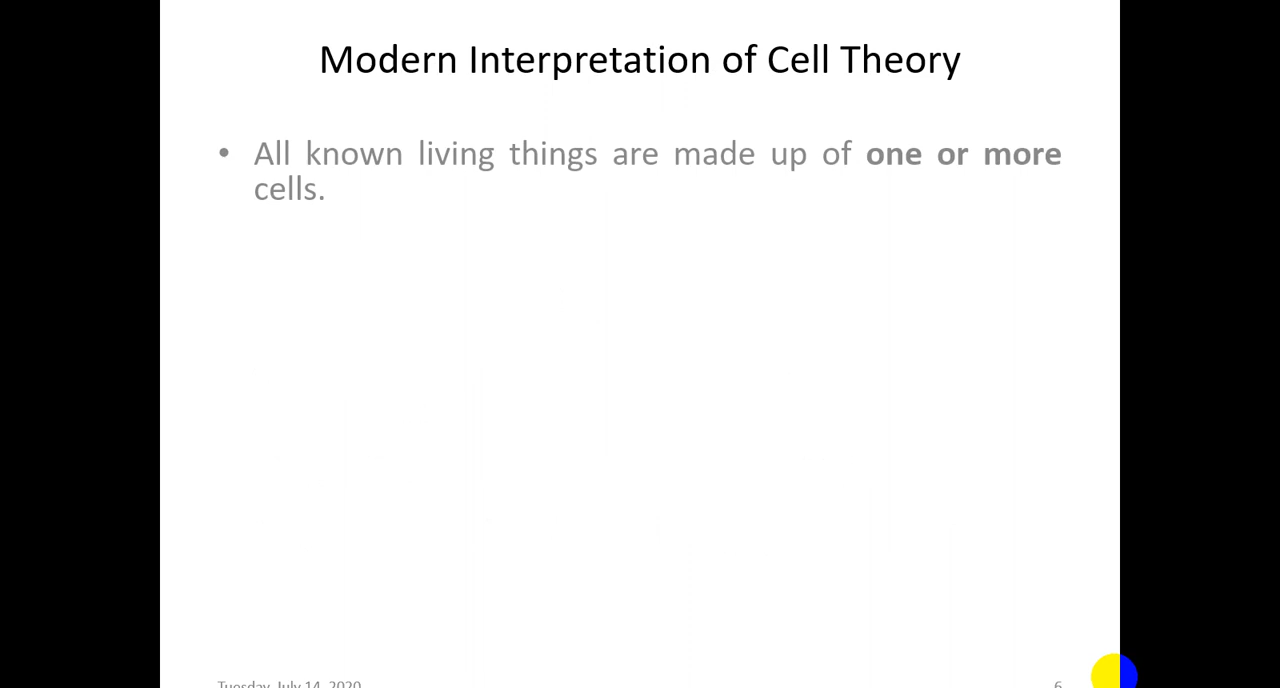 Modern Interpretation of Cell Theory
• All known living things are made up of one or more
cells.
Tuesday, July 14, 2020
6